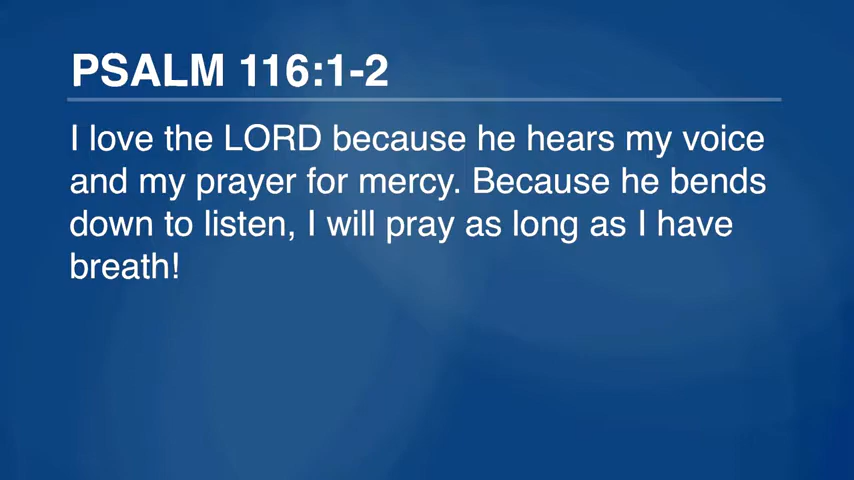 PSALM 116:1-2
I love the LORD because he hears my voice
and my prayer for mercy. Because he bends
down to listen, I will pray as long as I have
breath!